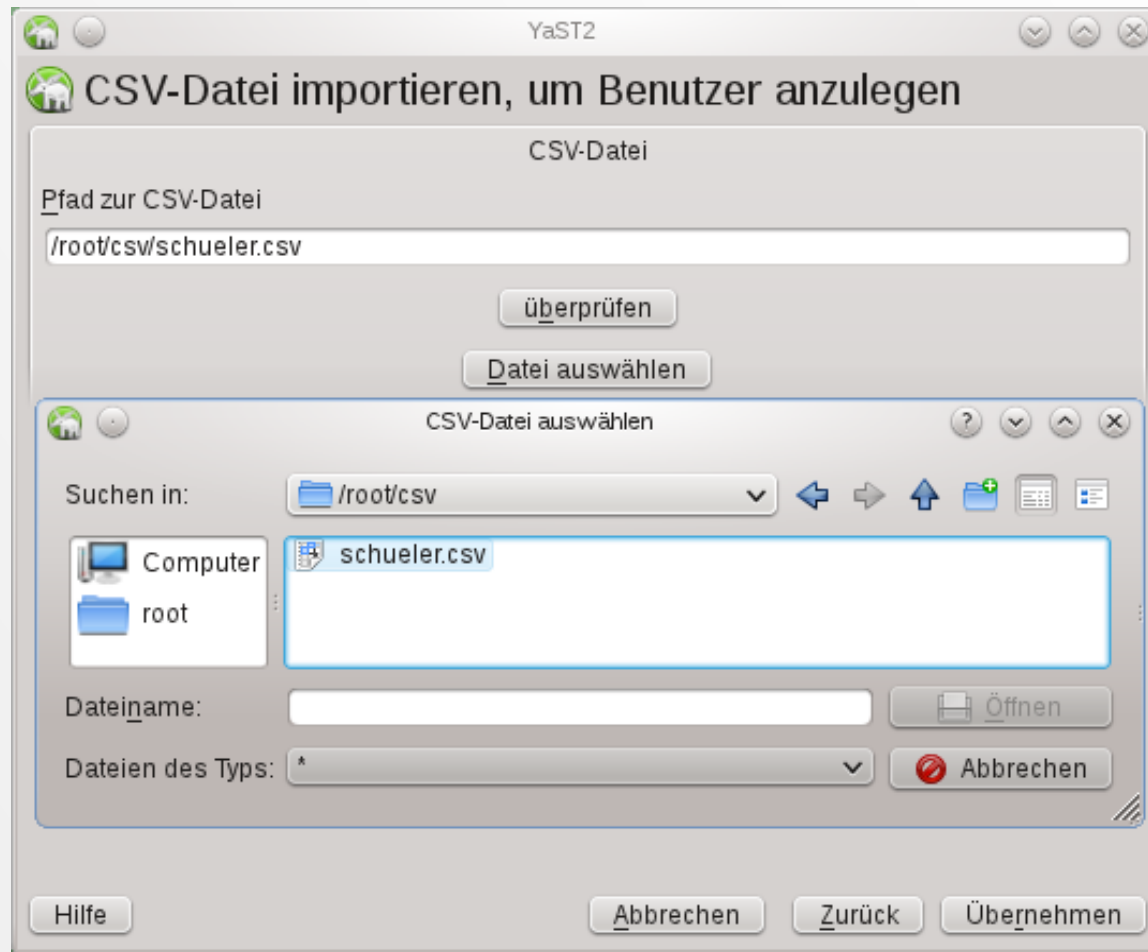 YaST2
CSV-Datei importieren, um Benutzer anzulegen
CSV-Datei
Pfad zur CSV-Datei
/root/csv/schueler.csv
überprüfen
Datei auswählen
CSV-Datei auswählen
Suchen in: /root/csv
Computer
schueler.csv
root
Dateiname: Öffnen
Dateien des Typs: * Abbrechen
Hilfe Abbrechen Zurück Übernehmen